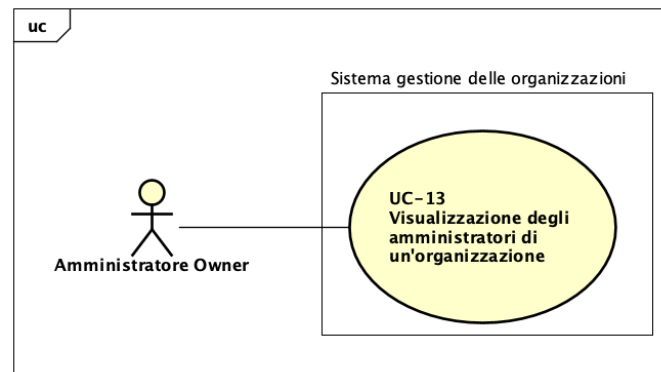 uc
Sistema gestione delle organizzazioni
UC-13
Visualizzazione degli
amministratori di
un'organizzazione
Amministratore Owner